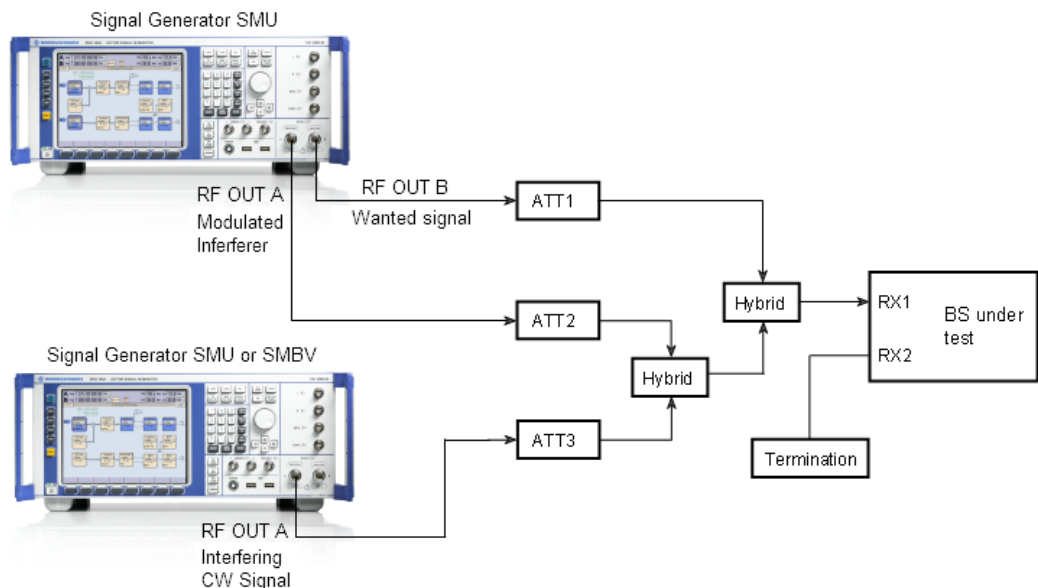 Signal Generator SMU
RF OUT A
Modulated
Inferferer
RF OUT B
Wanted signal
ATT1
Hybrid
RX1
BS under
test
RX2
ATT2
Hybrid
Signal Generator SMU or SMBV
ATT3
Termination
RF OUT A
Interfering
CW Signal